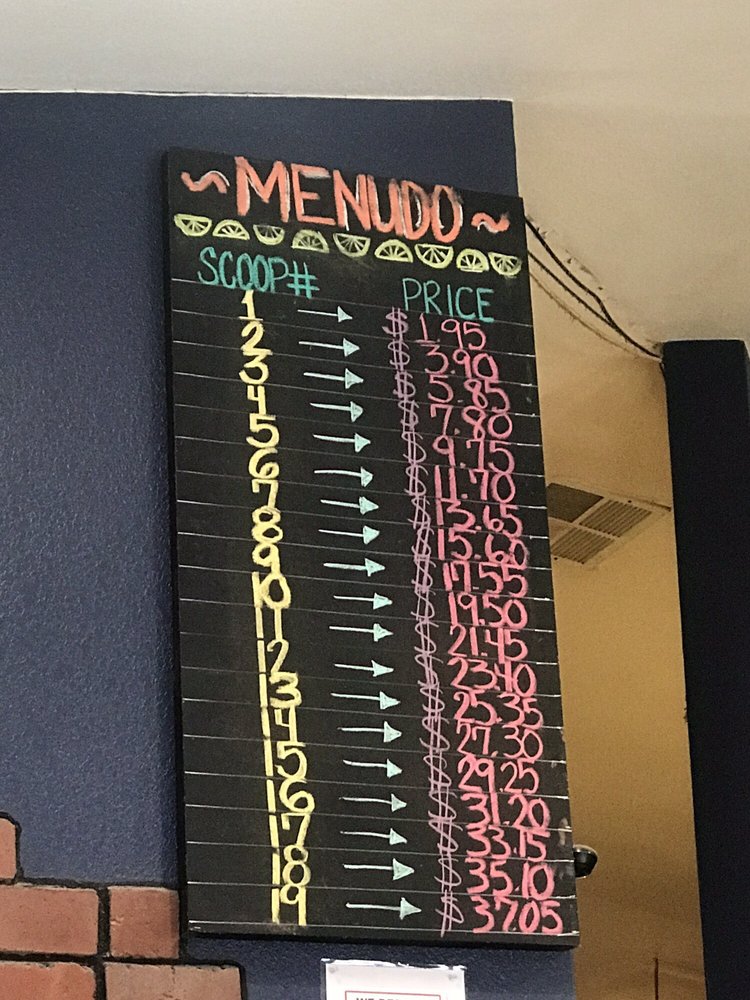 ~ MENUDO ~
SCOOP# PRICE
1 → $ 1.95
2 → $ 3.90
3 → $ 5.85
4 → $ 7.80
5 → $ 9.75
6 → $ 11.70
7 → $ 13.65
8 → $ 15.60
9 → $ 17.55
10 → $ 19.50
11 → $ 21.45
12 → $ 23.40
13 → $ 25.35
14 → $ 27.30
15 → $ 29.25
16 → $ 31.20
17 → $ 33.15
18 → $ 35.10
19 → $ 37.05